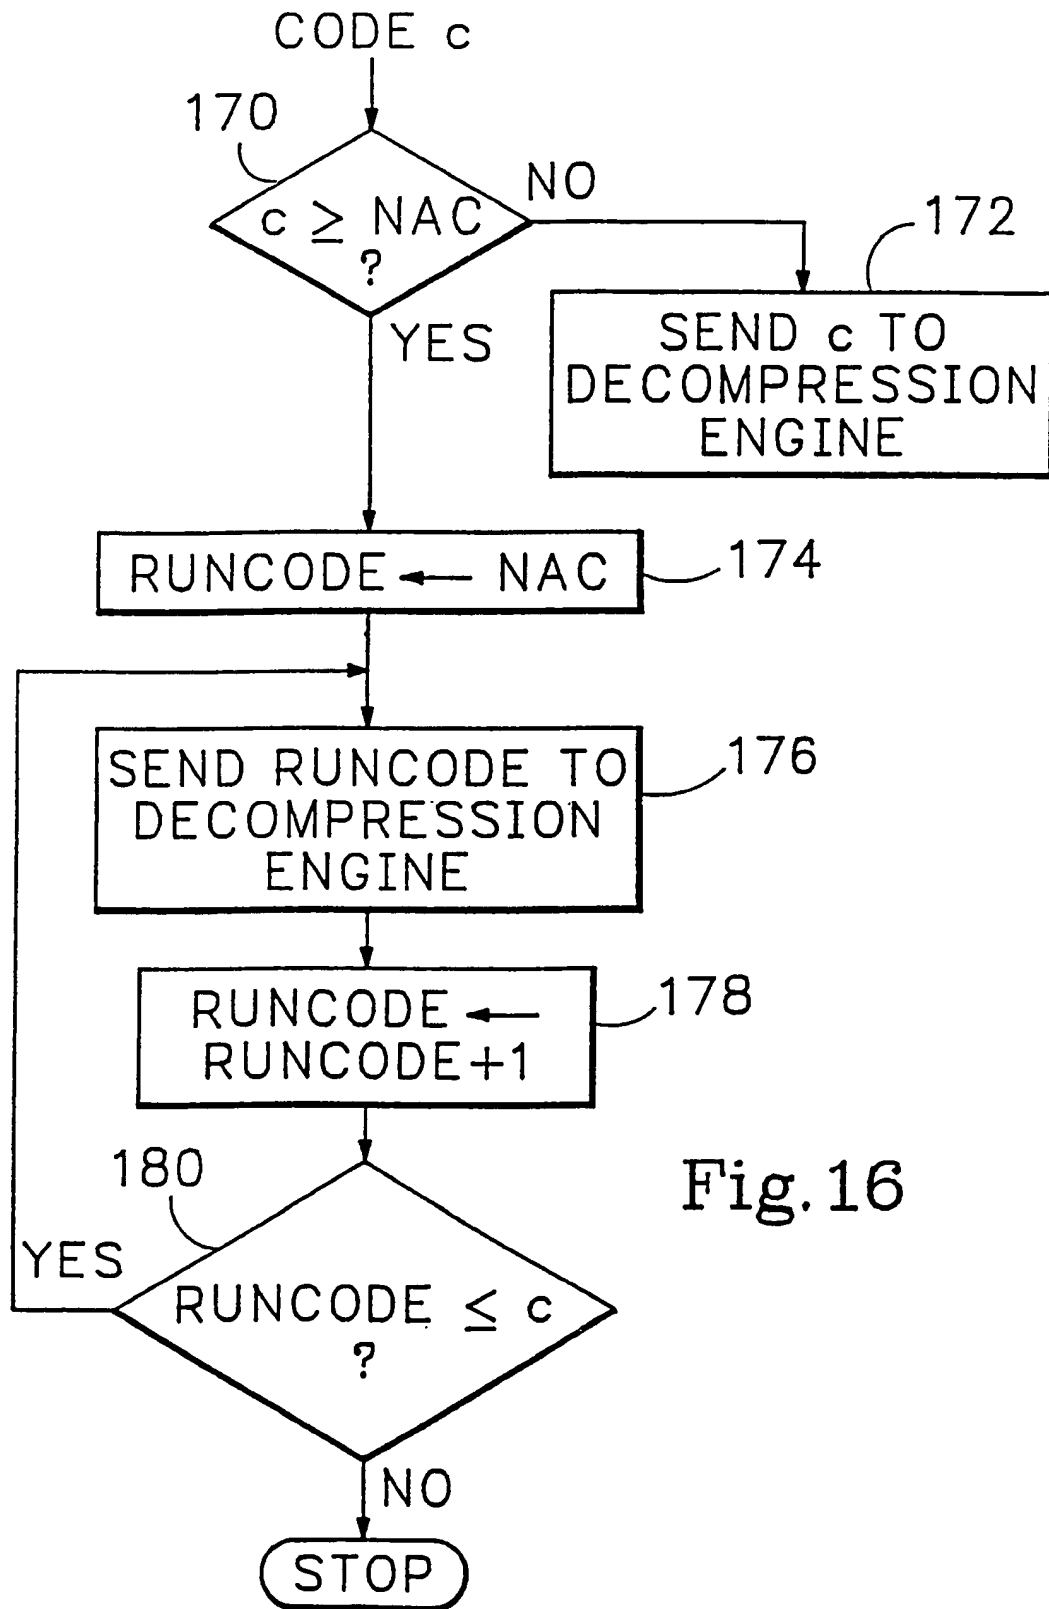 CODE c
170
c ≥ NAC
?
NO
YES
172
SEND c TO
DECOMPRESSION
ENGINE
RUNCODE ← NAC
174
SEND RUNCODE TO
DECOMPRESSION
ENGINE
176
RUNCODE ←
RUNCODE+1
178
180
YES
RUNCODE ≤ c
?
NO
STOP
Fig. 16